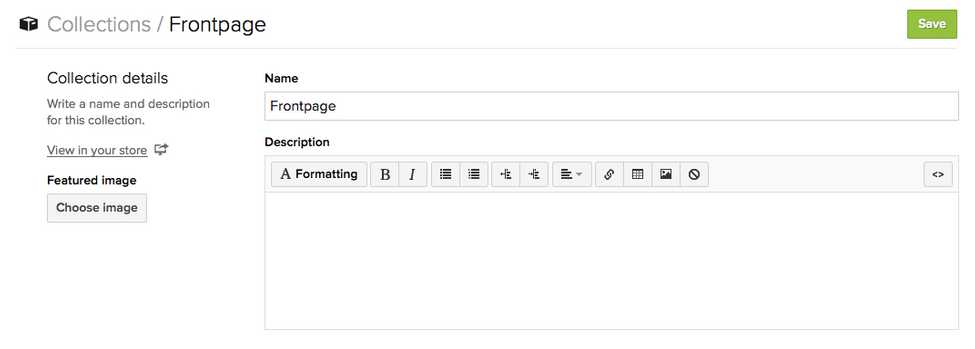 Collections / Frontpage
Save
Collection details
Write a name and description
for this collection.
View in your store
Featured image
Choose image
Name
Frontpage
Description
A Formatting B I <>